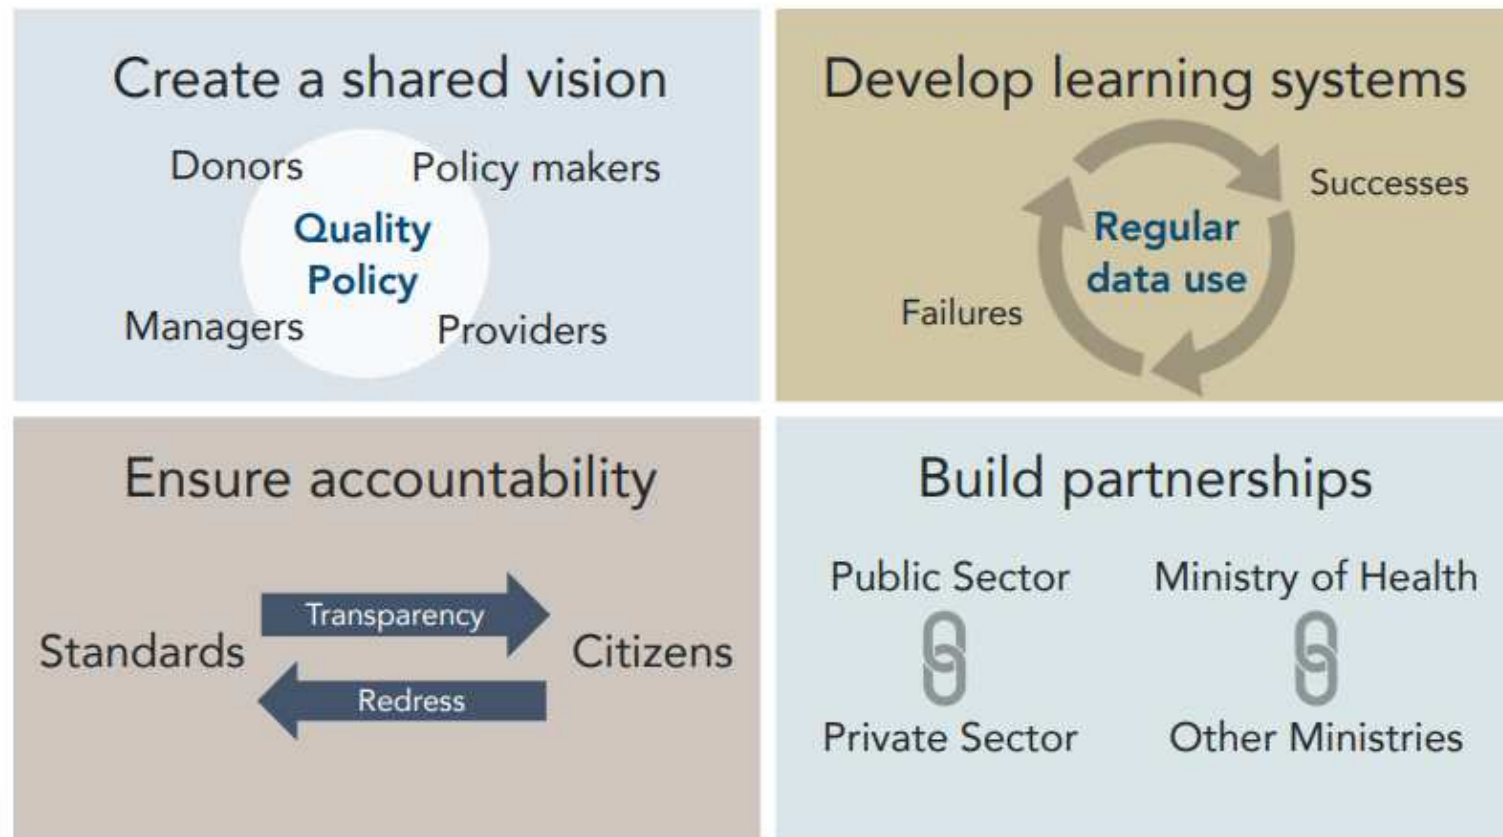 Create a shared vision
Donors
Policy makers
Quality
Policy
Managers
Providers
Develop learning systems
Successes
Regular
data use
Failures
Ensure accountability
Transparency
Standards
Citizens
Redress
Build partnerships
Public Sector
Ministry of Health
Private Sector
Other Ministries